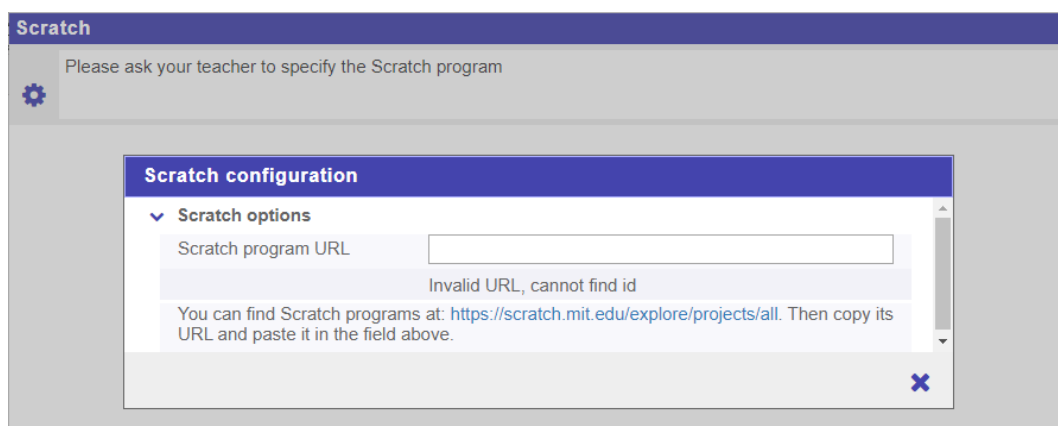 Scratch
Please ask your teacher to specify the Scratch program
Scratch configuration
Scratch options
Scratch program URL
Invalid URL, cannot find id
You can find Scratch programs at: https://scratch.mit.edu/explore/projects/all. Then copy its
URL and paste it in the field above.